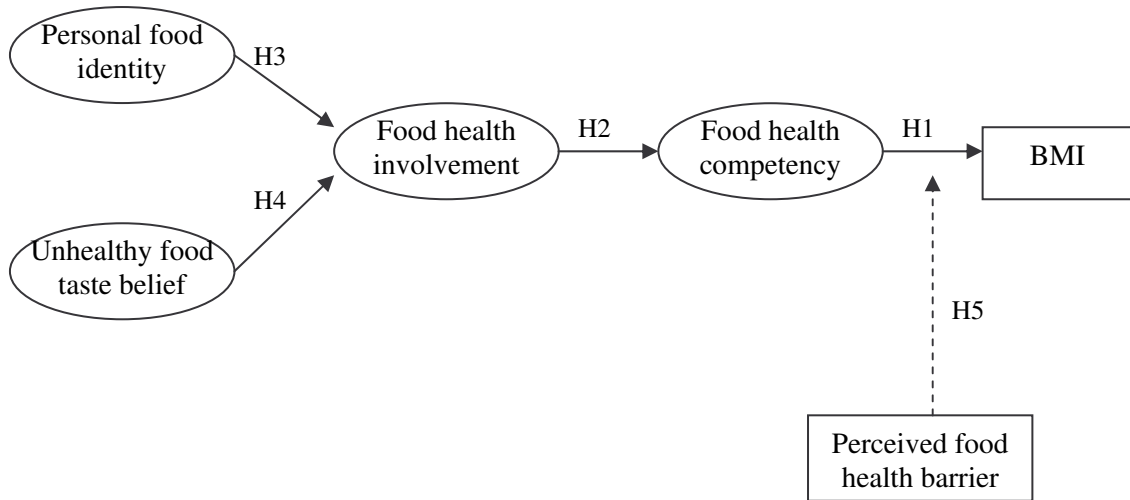 Personal food
identity
H3
Food health
involvement
H2
Food health
competency
H1
BMI
H4
Unhealthy food
taste belief
H5
Perceived food
health barrier